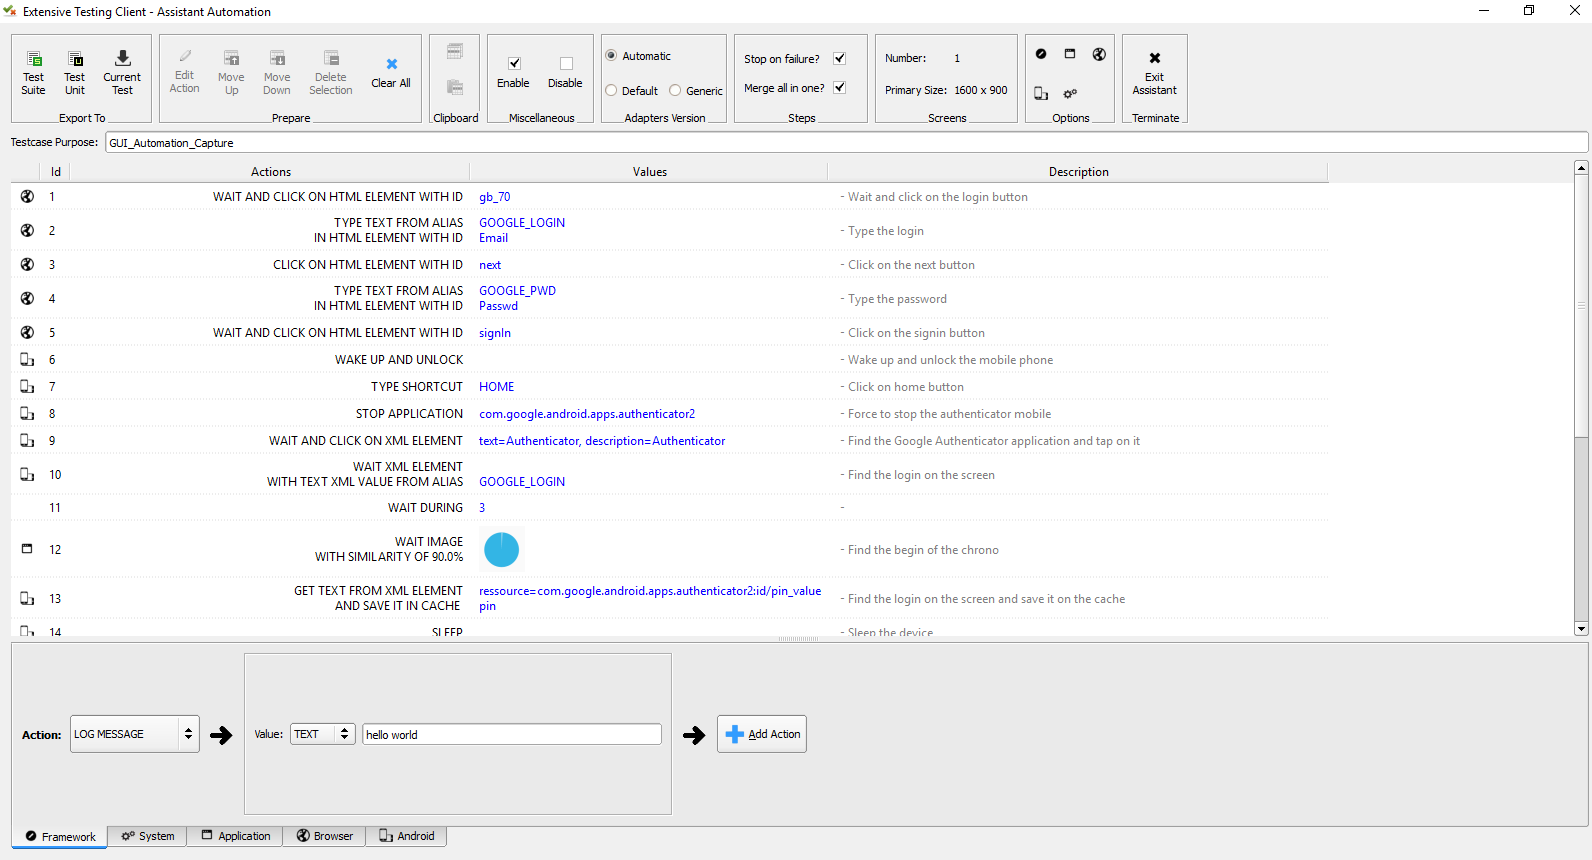 Extensive Testing Client - Assistant Automation
Test Suite
Test Unit
Current Test
Export To
Edit Action
Move Up
Move Down
Delete Selection
Clear All
Prepare
Clipboard
Enable
Disable
Miscellaneous
Automatic
Default
Generic
Adapters Version
Stop on failure?
Merge all in one?
Steps
Number: 1
Primary Size: 1600 x 900
Screens
Options
Exit Assistant
Terminate
Testcase Purpose: GUI_Automation_Capture
Id Actions Values Description
1 WAIT AND CLICK ON HTML ELEMENT WITH ID gb_70 - Wait and click on the login button
2 TYPE TEXT FROM ALIAS GOOGLE_LOGIN - Type the login
IN HTML ELEMENT WITH ID Email
3 CLICK ON HTML ELEMENT WITH ID next - Click on the next button
4 TYPE TEXT FROM ALIAS GOOGLE_PWD - Type the password
IN HTML ELEMENT WITH ID Passwd
5 WAIT AND CLICK ON HTML ELEMENT WITH ID signIn - Click on the signin button
6 WAKE UP AND UNLOCK - Wake up and unlock the mobile phone
7 TYPE SHORTCUT HOME - Click on home button
8 STOP APPLICATION com.google.android.apps.authenticator2 - Force to stop the authenticator mobile
9 WAIT AND CLICK ON XML ELEMENT text=Authenticator, description=Authenticator - Find the Google Authenticator application and tap on it
10 WAIT XML ELEMENT - Find the login on the screen
WITH TEXT XML VALUE FROM ALIAS GOOGLE_LOGIN
11 WAIT DURING 3 -
12 WAIT IMAGE - Find the begin of the chrono
WITH SIMILARITY OF 90.0%
13 GET TEXT FROM XML ELEMENT ressource=com.google.android.apps.authenticator2:id/pin_value - Find the login on the screen and save it on the cache
AND SAVE IT IN CACHE pin
14 SLEEP - Sleep the device
Action: LOG MESSAGE Value: TEXT hello world Add Action
Framework System Application Browser Android